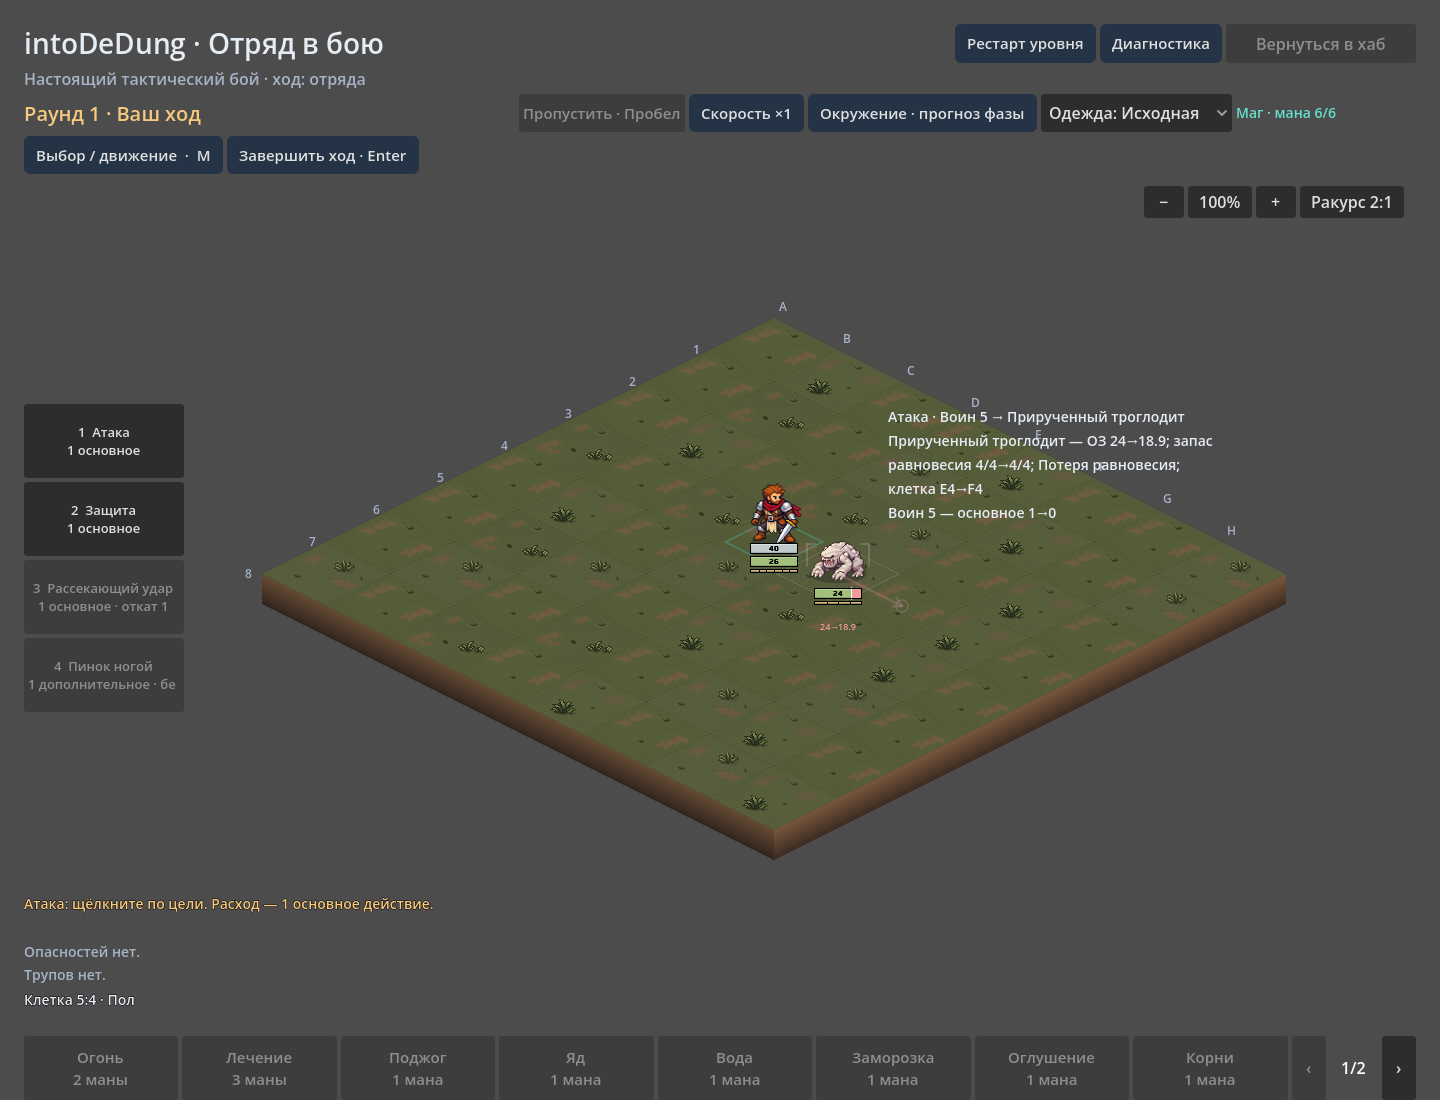 intoDeDung · Отряд в бою
Рестарт уровня
Диагностика
Вернуться в хаб
Настоящий тактический бой · ход: отряда
Раунд 1 · Ваш ход
Пропустить · Пробел
Скорость ×1
Окружение · прогноз фазы
Одежда: Исходная
Маг · мана 6/6
Выбор / движение · M
Завершить ход · Enter
−
100%
+
Ракурс 2:1
A
B
C
D
E
G
H
1
2
3
4
5
6
7
8
Атака · Воин 5 → Прирученный троглодит
Прирученный троглодит — ОЗ 24→18.9; запас
равновесия 4/4→4/4; Потеря равновесия;
клетка E4→F4
Воин 5 — основное 1→0
1 Атака
1 основное
2 Защита
1 основное
3 Рассекающий удар
1 основное · откат 1
4 Пинок ногой
1 дополнительное · бе
40
26
24
24→18.9
Атака: щёлкните по цели. Расход — 1 основное действие.
Опасностей нет.
Трупов нет.
Клетка 5:4 · Пол
Огонь
2 маны
Лечение
3 маны
Поджог
1 мана
Яд
1 мана
Вода
1 мана
Заморозка
1 мана
Оглушение
1 мана
Корни
1 мана
‹
1/2
›